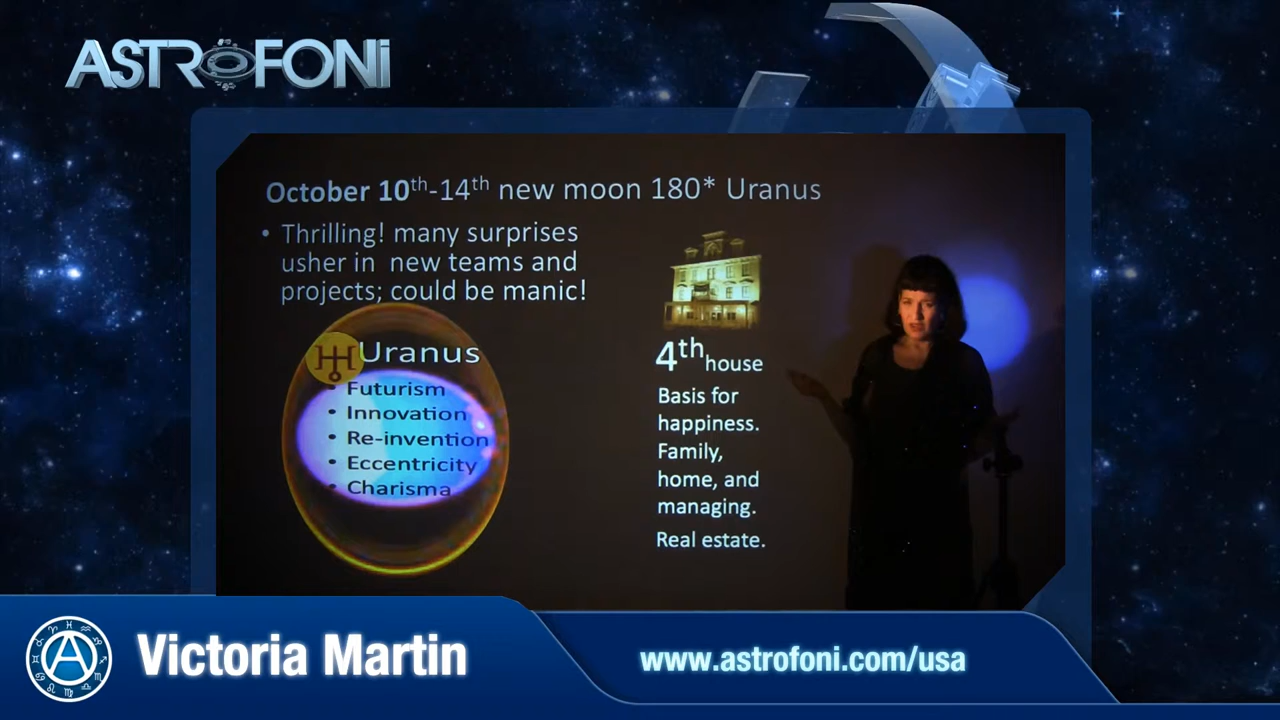 ASTROFONi
October 10th-14th new moon 180* Uranus
• Thrilling! many surprises
usher in new teams and
projects; could be manic!
Uranus
• Futurism
• Innovation
• Re-invention
• Eccentricity
• Charisma
4th house
Basis for
happiness.
Family,
home, and
managing.
Real estate.
Victoria Martin
www.astrofoni.com/usa